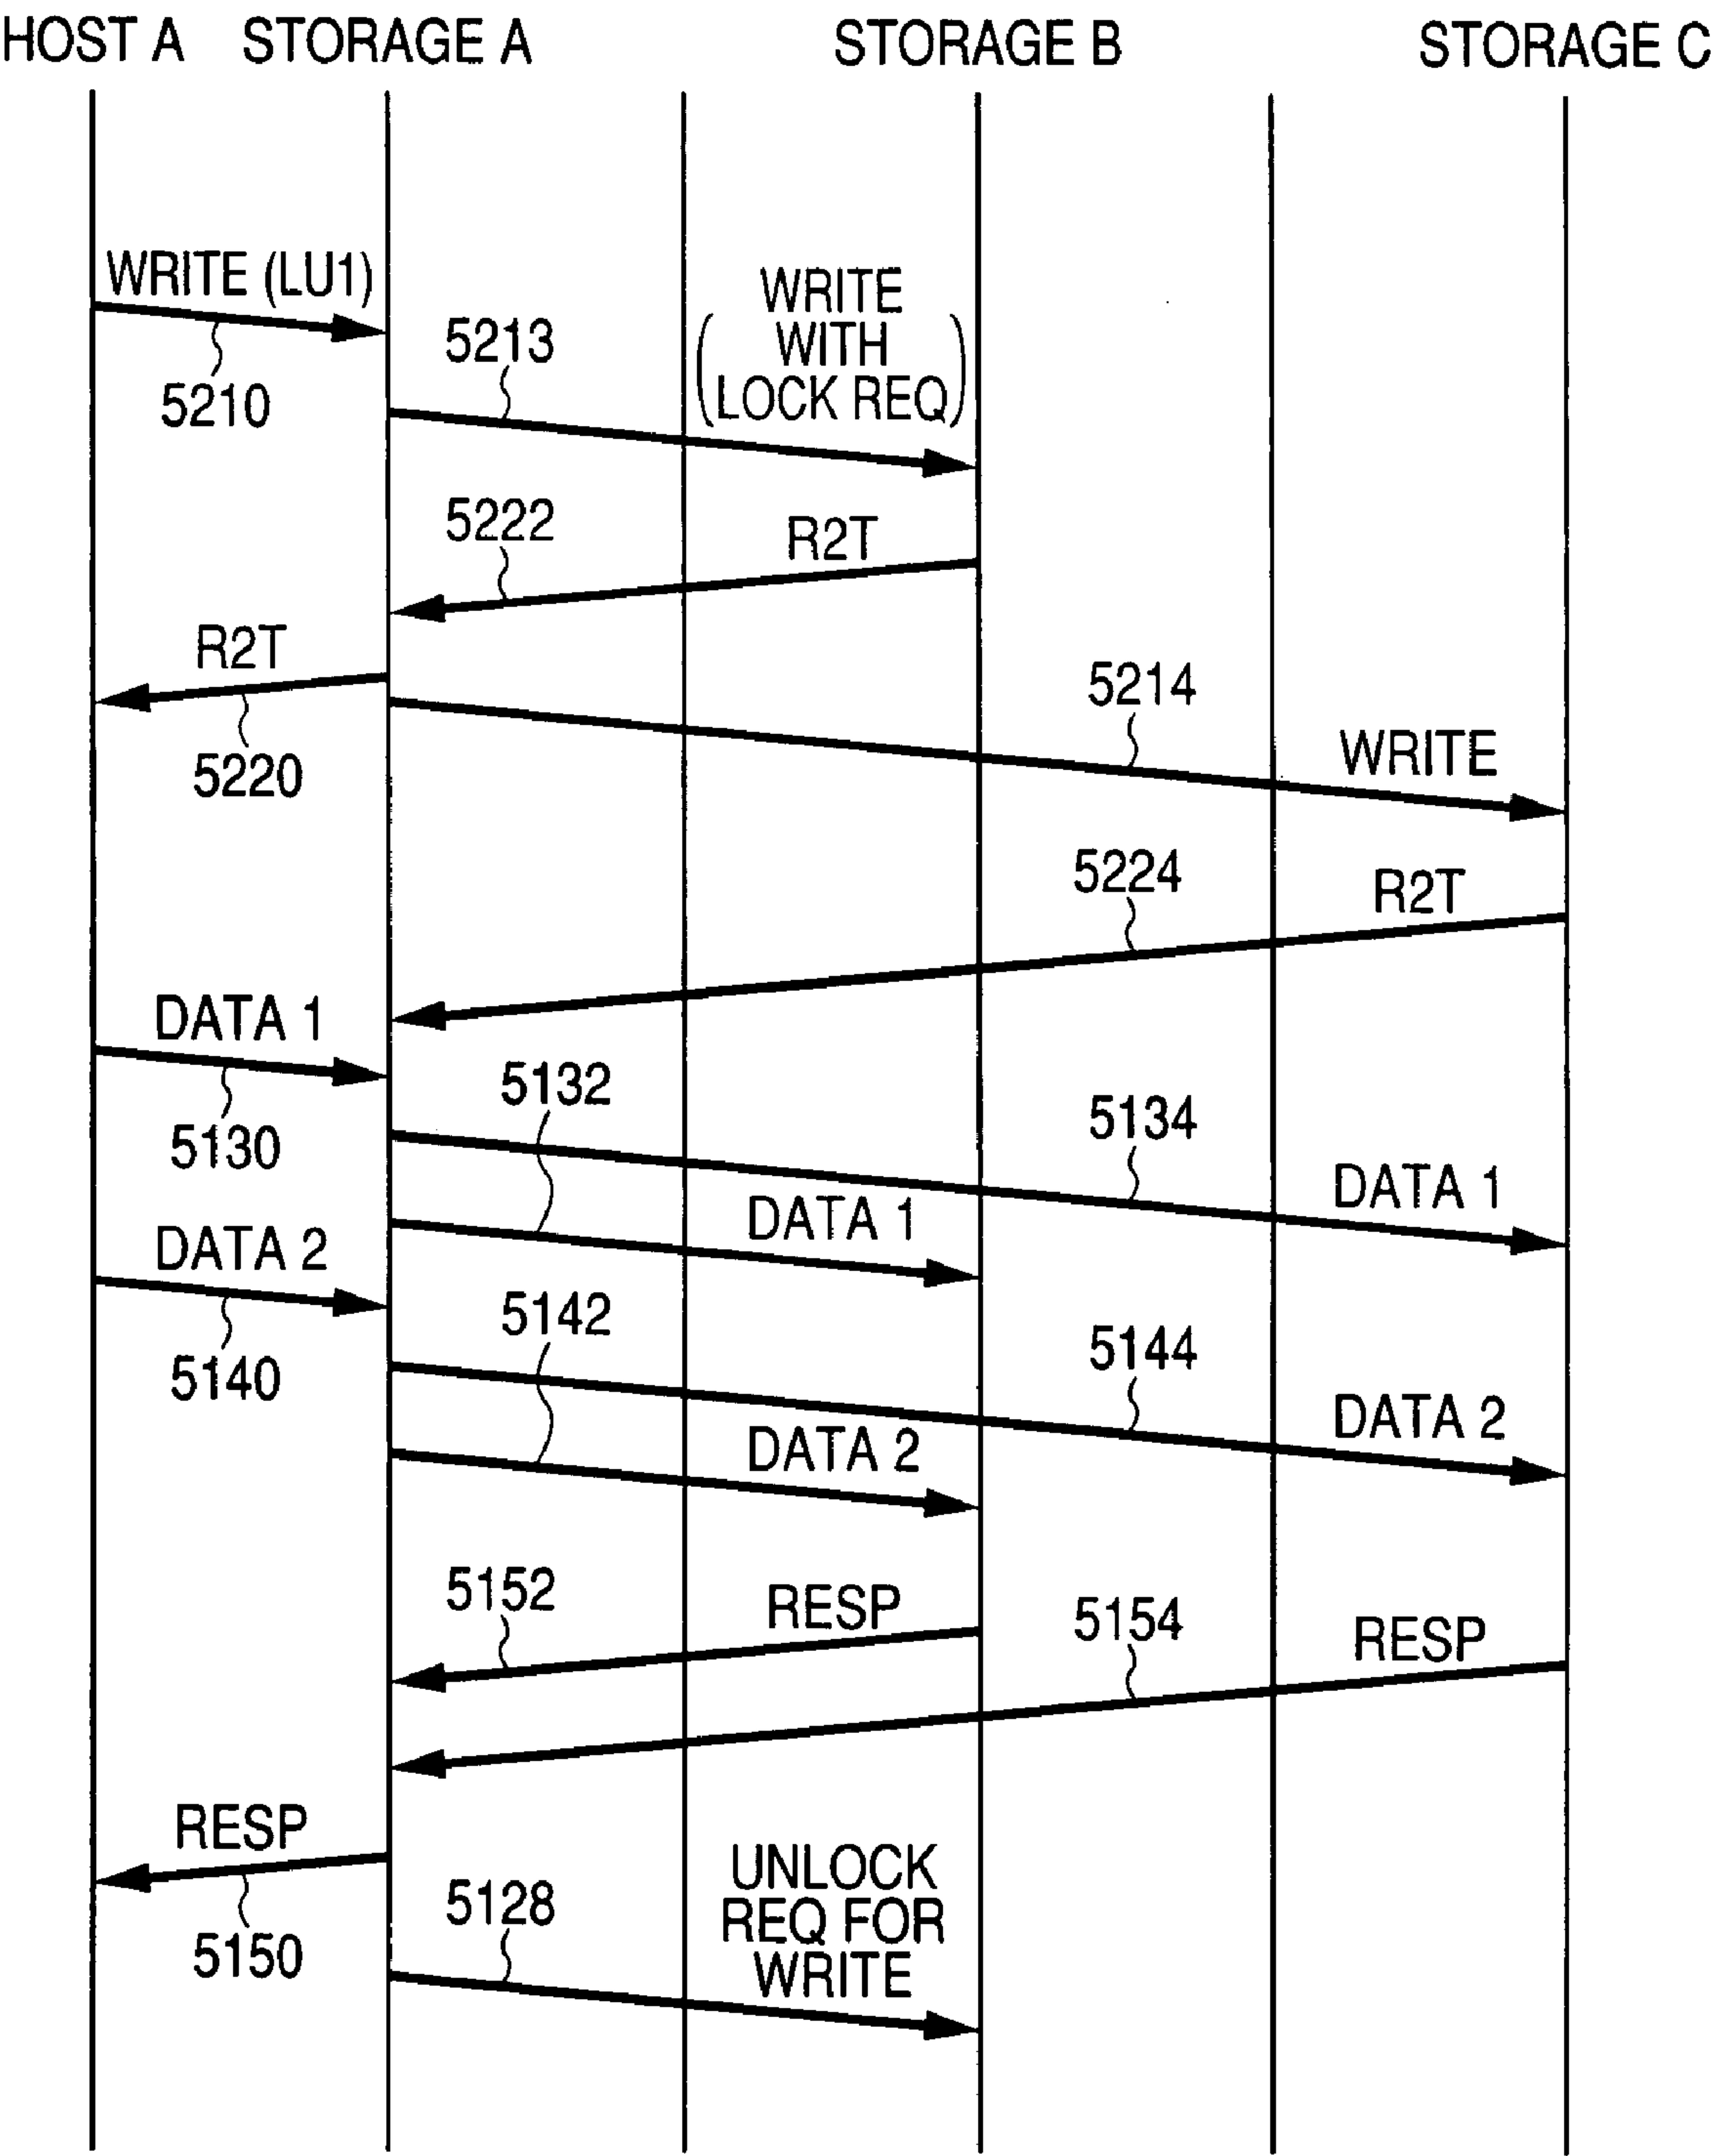 HOST A
STORAGE A
STORAGE B
STORAGE C
WRITE (LU1)
5210
5213
WRITE
WITH
(LOCK REQ)
5222
R2T
R2T
5220
5214
WRITE
5224
R2T
DATA 1
5130
5132
5134
DATA 1
DATA 1
DATA 2
5140
5142
5144
DATA 2
DATA 2
5152
RESP
5154
RESP
RESP
5150
5128
UNLOCK
REQ FOR
WRITE